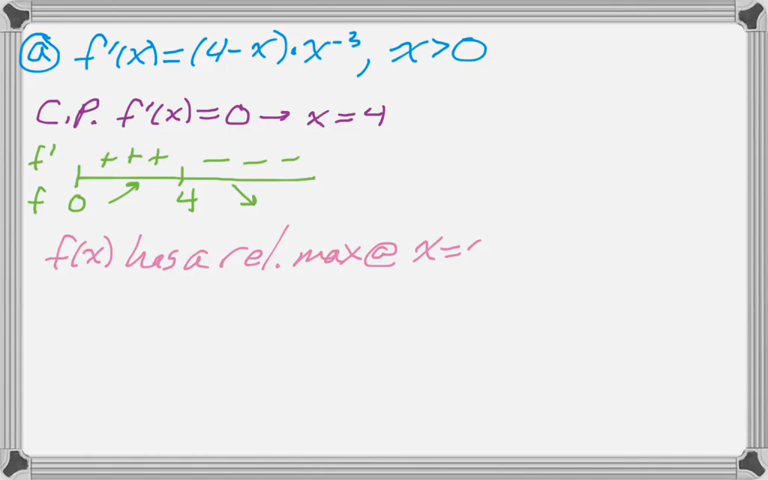 ⓐ f'(x)=(4-x)·x⁻³, x>0
C.P. f'(x)=0 → x=4
f' +++ ---
f 0 ↗ 4 ↘
f(x) has a rel. max @ x=